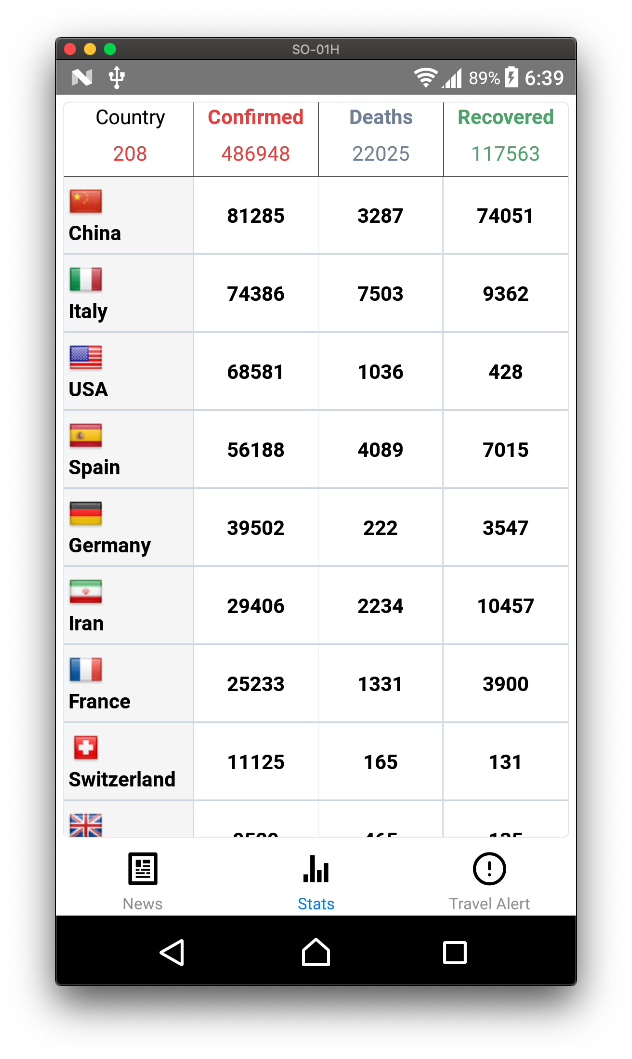 SO-01H
89% 6:39
Country Confirmed Deaths Recovered
208 486948 22025 117563
China 81285 3287 74051
Italy 74386 7503 9362
USA 68581 1036 428
Spain 56188 4089 7015
Germany 39502 222 3547
Iran 29406 2234 10457
France 25233 1331 3900
Switzerland 11125 165 131
News Stats Travel Alert